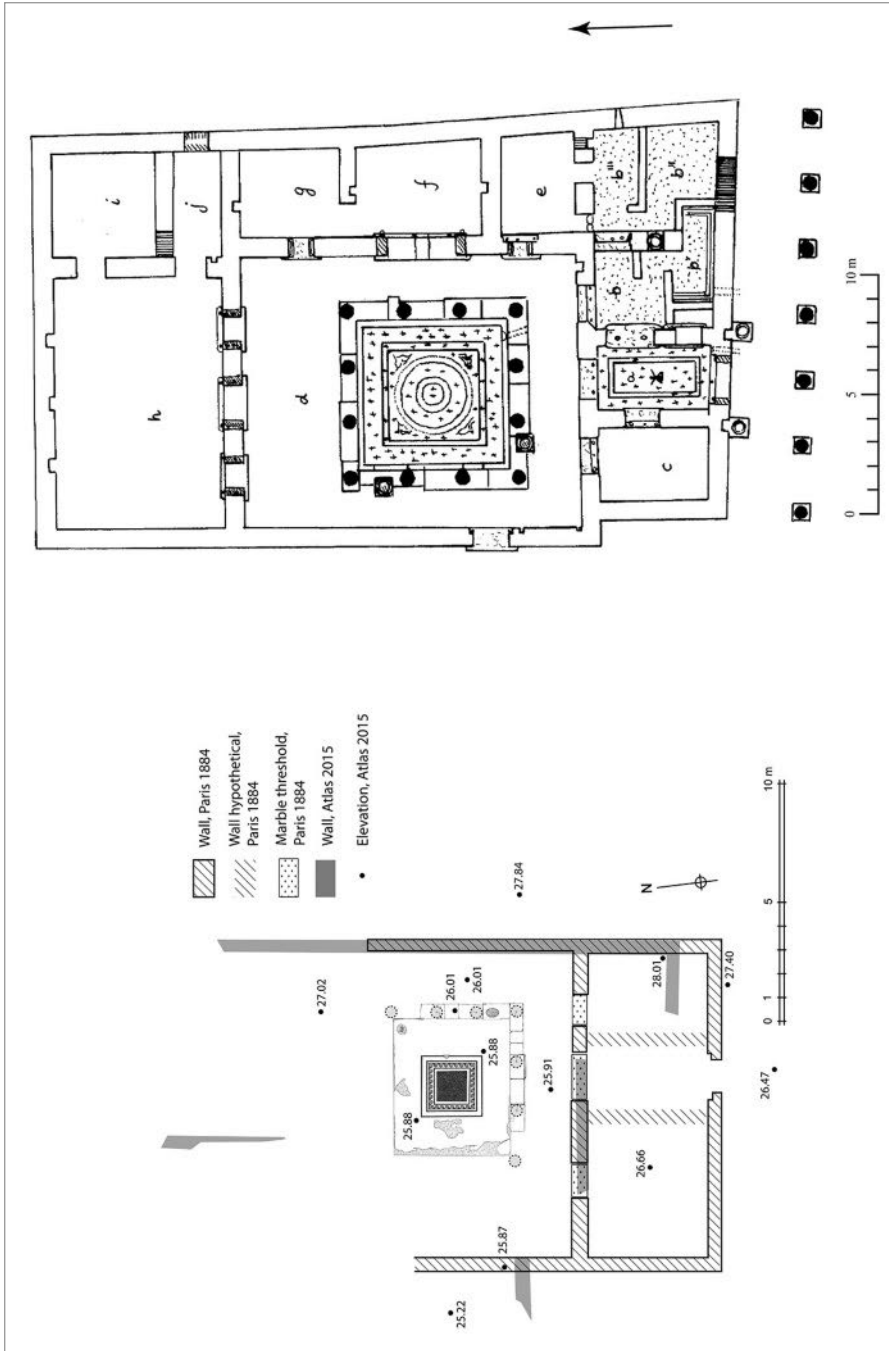 i
j
g
f
e
h
d
b'''
b''
b
b'
a
c
0
5
10 m
Wall, Paris 1884
Wall hypothetical,
Paris 1884
Marble threshold,
Paris 1884
Wall, Atlas 2015
Elevation, Atlas 2015
27.02
27.84
26.01
26.01
25.88
25.88
25.91
25.87
25.22
28.01
27.40
26.66
26.47
N
0 1 5 10 m